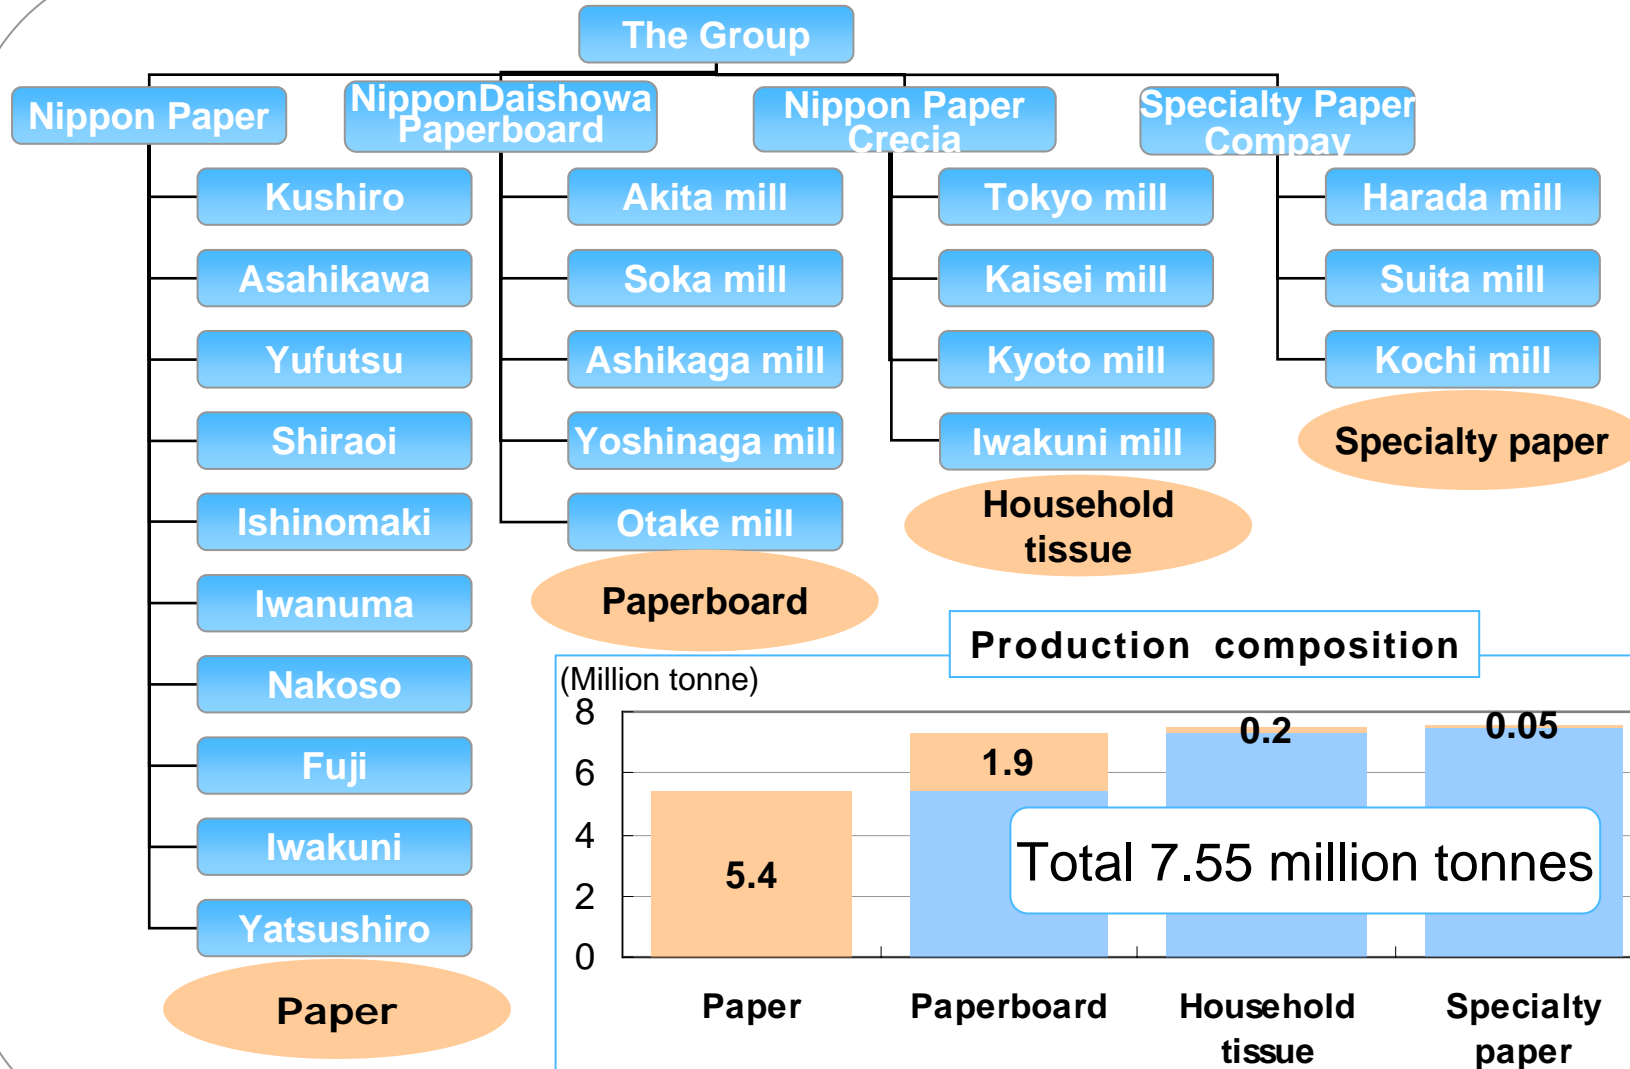 The Group
Nippon Paper
NipponDaishowa
Paperboard
Nippon Paper
Crecia
Specialty Paper
Compay
Kushiro
Asahikawa
Yufutsu
Shiraoi
Ishinomaki
Iwanuma
Nakoso
Fuji
Iwakuni
Yatsushiro
Paper
Akita mill
Soka mill
Ashikaga mill
Yoshinaga mill
Otake mill
Paperboard
Tokyo mill
Kaisei mill
Kyoto mill
Iwakuni mill
Household
tissue
Harada mill
Suita mill
Kochi mill
Specialty paper
Production composition
(Million tonne)
8
6
4
2
0
5.4
1.9
0.2
0.05
Total 7.55 million tonnes
Paper
Paperboard
Household
tissue
Specialty
paper